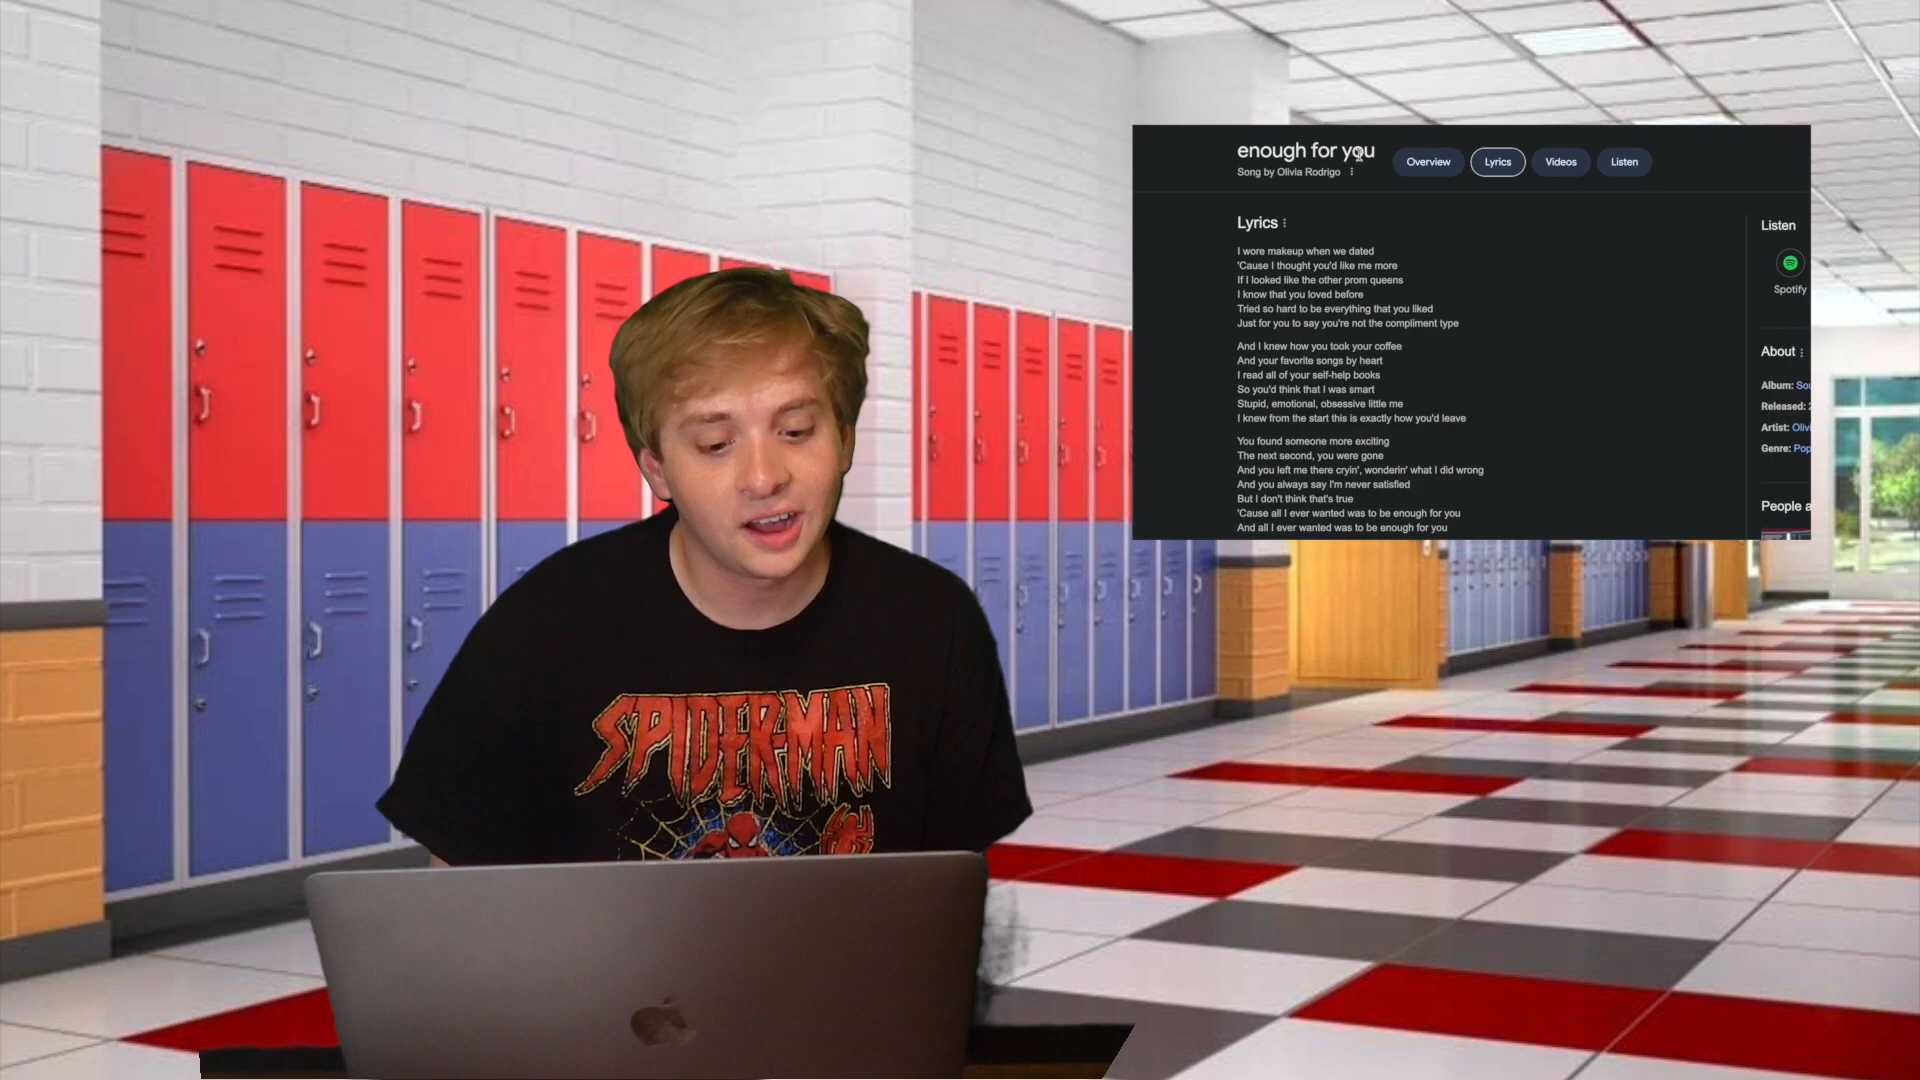 enough for you
Song by Olivia Rodrigo
Overview
Lyrics
Videos
Listen
Lyrics
I wore makeup when we dated
'Cause I thought you'd like me more
If I looked like the other prom queens
I know that you loved before
Tried so hard to be everything that you liked
Just for you to say you're not the compliment type
And I knew how you took your coffee
And your favorite songs by heart
I read all of your self-help books
So you'd think that I was smart
Stupid, emotional, obsessive little me
I knew from the start this is exactly how you'd leave
You found someone more exciting
The next second, you were gone
And you left me there cryin', wonderin' what I did wrong
And you always say I'm never satisfied
But I don't think that's true
'Cause all I ever wanted was to be enough for you
And all I ever wanted was to be enough for you
Listen
Spotify
About
Album: Sou
Released: 2
Artist: Olivi
Genre: Pop
People a
SPIDER-MAN